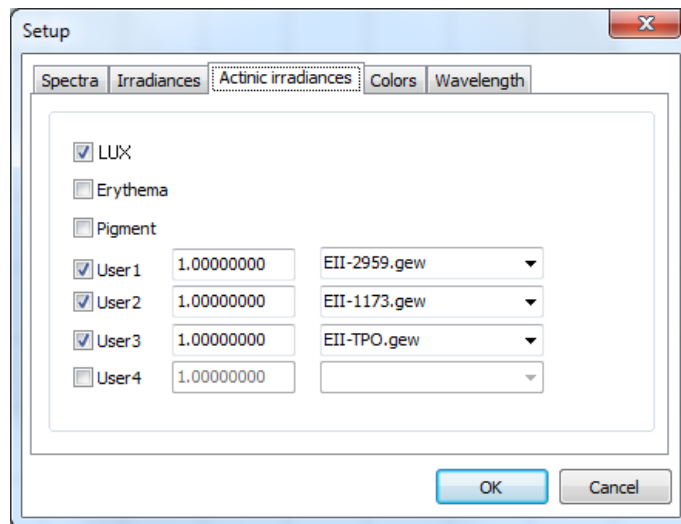 Setup
Spectra Irradiances Actinic irradiances Colors Wavelength
LUX
Erythema
Pigment
User1 1.00000000 EII-2959.gew
User2 1.00000000 EII-1173.gew
User3 1.00000000 EII-TPO.gew
User4 1.00000000
OK Cancel